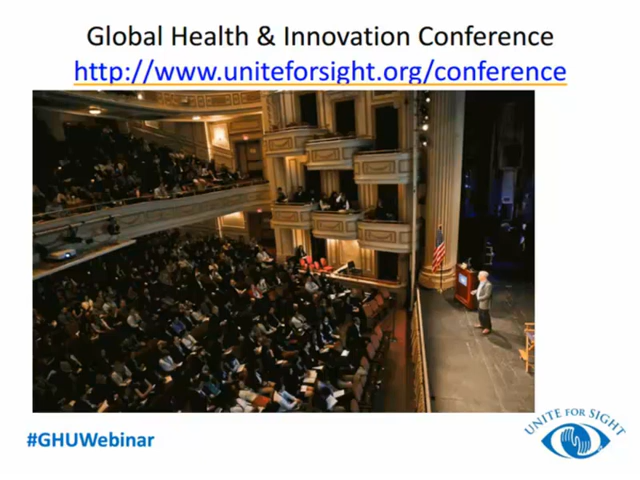 Global Health & Innovation Conference
http://www.uniteforsight.org/conference
#GHUWebinar
UNITE FOR SIGHT